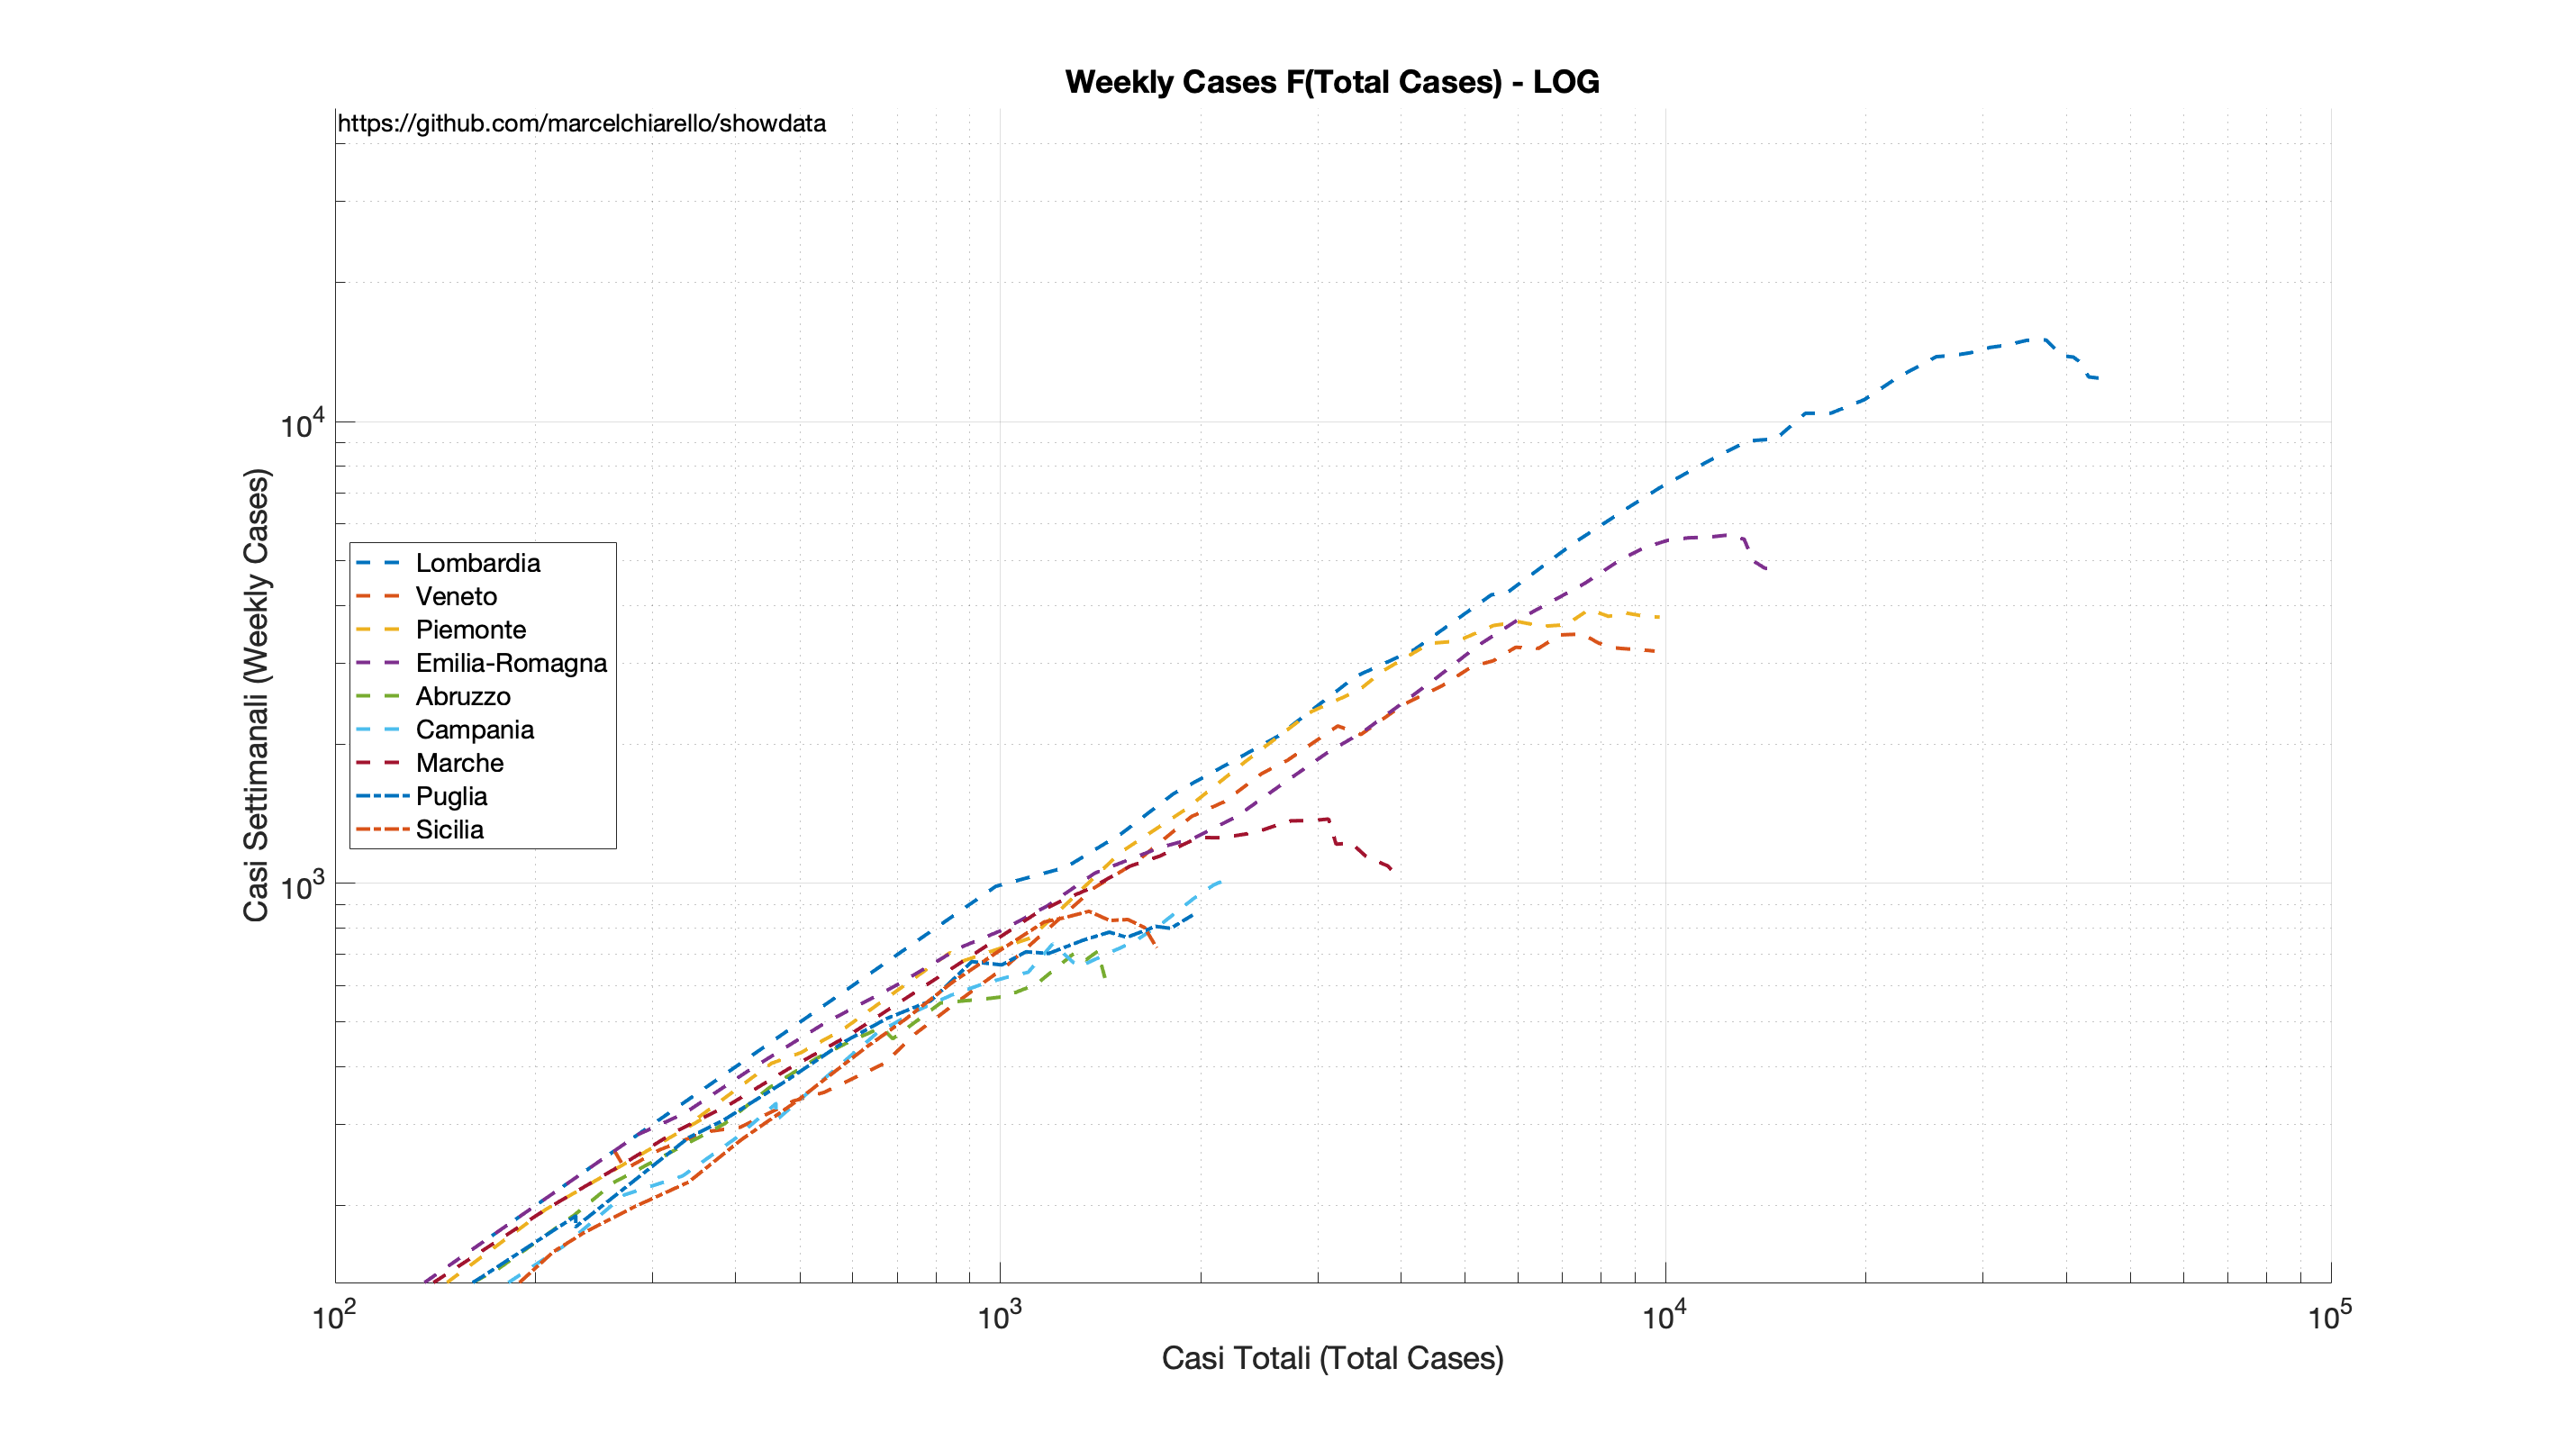 Weekly Cases F(Total Cases) - LOG
https://github.com/marcelchiarello/showdata
Casi Settimanali (Weekly Cases)
10^4
10^3
Lombardia
Veneto
Piemonte
Emilia-Romagna
Abruzzo
Campania
Marche
Puglia
Sicilia
10^2 10^3 10^4 10^5
Casi Totali (Total Cases)